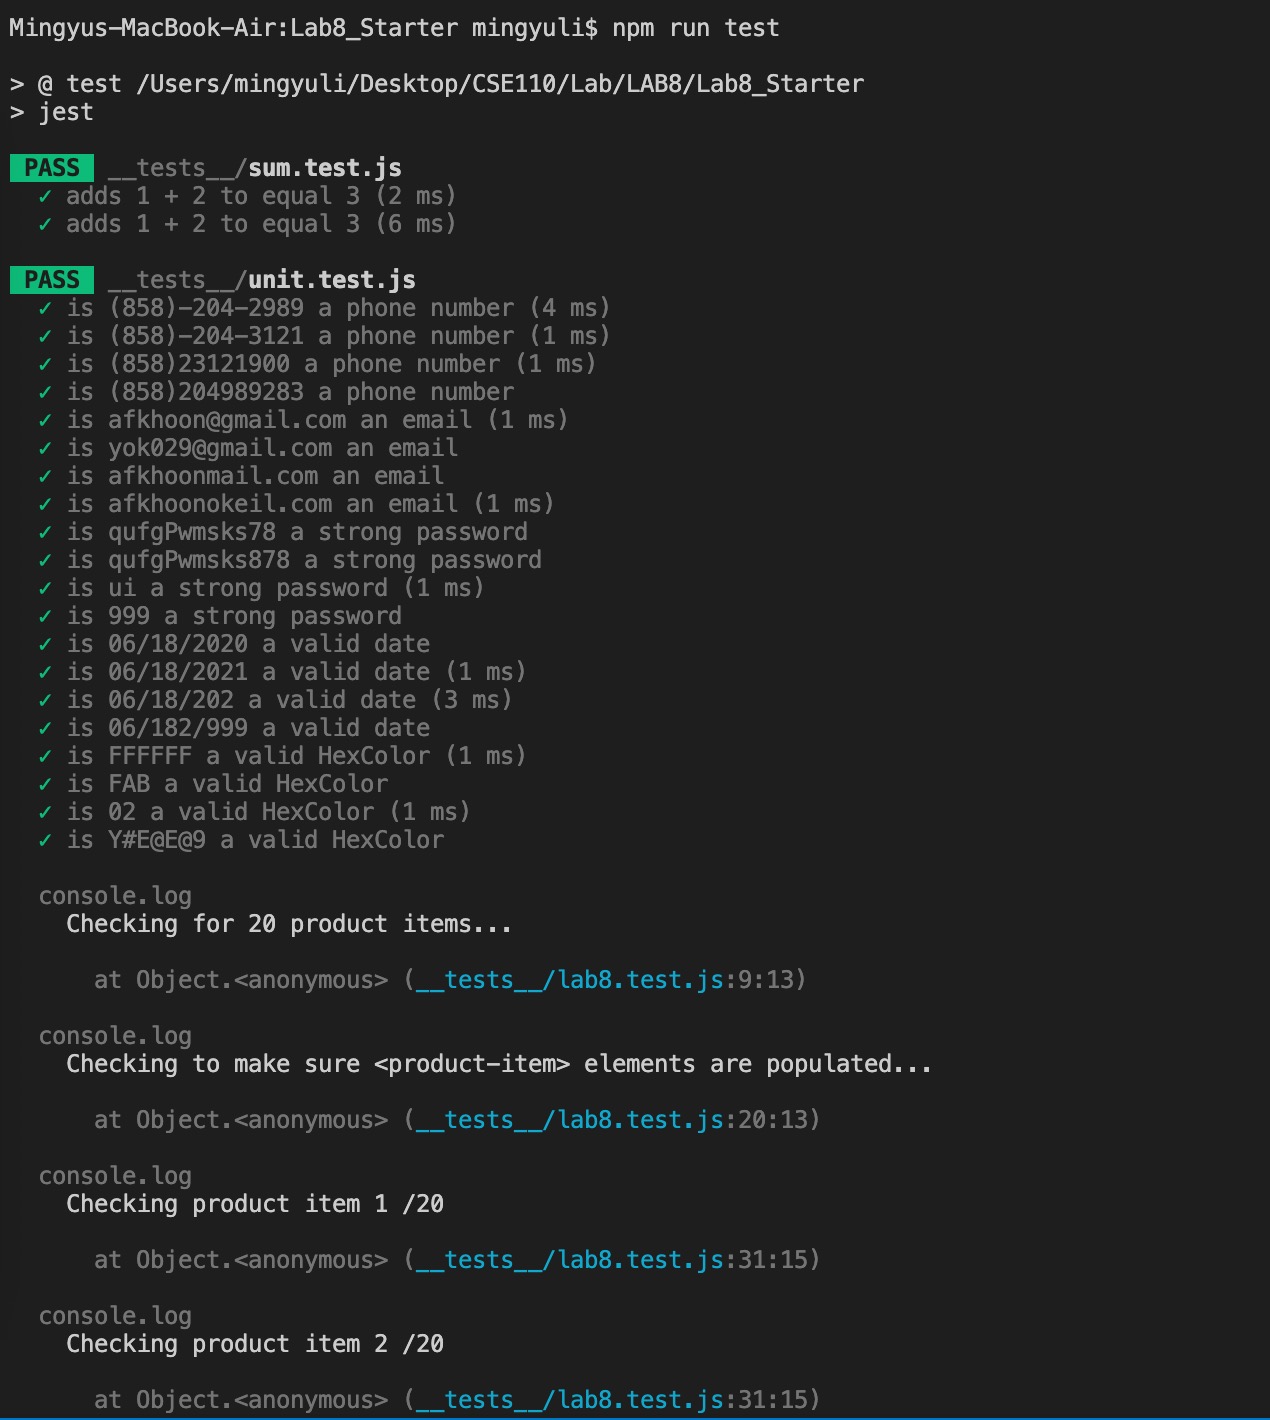 Mingyus-MacBook-Air:Lab8_Starter mingyuli$ npm run test
> @ test /Users/mingyuli/Desktop/CSE110/Lab/LAB8/Lab8_Starter
> jest
PASS __tests__/sum.test.js
✓ adds 1 + 2 to equal 3 (2 ms)
✓ adds 1 + 2 to equal 3 (6 ms)
PASS __tests__/unit.test.js
✓ is (858)-204-2989 a phone number (4 ms)
✓ is (858)-204-3121 a phone number (1 ms)
✓ is (858)23121900 a phone number (1 ms)
✓ is (858)204989283 a phone number
✓ is afkhoon@gmail.com an email (1 ms)
✓ is yok029@gmail.com an email
✓ is afkhoonmail.com an email
✓ is afkhoonokeil.com an email (1 ms)
✓ is qufgPwmsks78 a strong password
✓ is qufgPwmsks878 a strong password
✓ is ui a strong password (1 ms)
✓ is 999 a strong password
✓ is 06/18/2020 a valid date
✓ is 06/18/2021 a valid date (1 ms)
✓ is 06/18/202 a valid date (3 ms)
✓ is 06/182/999 a valid date
✓ is FFFFFF a valid HexColor (1 ms)
✓ is FAB a valid HexColor
✓ is 02 a valid HexColor (1 ms)
✓ is Y#E@E@9 a valid HexColor
console.log
Checking for 20 product items...
at Object.<anonymous> (__tests__/lab8.test.js:9:13)
console.log
Checking to make sure <product-item> elements are populated...
at Object.<anonymous> (__tests__/lab8.test.js:20:13)
console.log
Checking product item 1 /20
at Object.<anonymous> (__tests__/lab8.test.js:31:15)
console.log
Checking product item 2 /20
at Object.<anonymous> (__tests__/lab8.test.js:31:15)